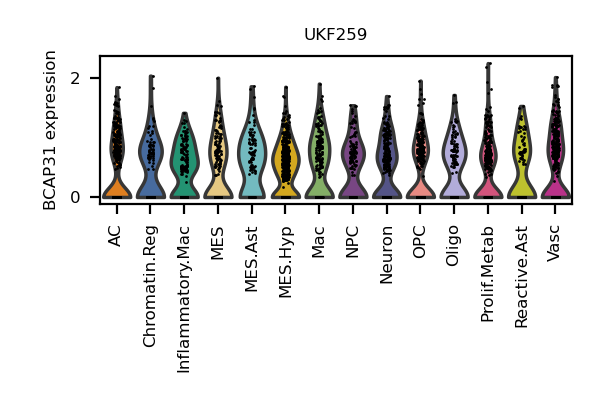 UKF259
BCAP31 expression
2
0
AC
Chromatin.Reg
Inflammatory.Mac
MES
MES.Ast
MES.Hyp
Mac
NPC
Neuron
OPC
Oligo
Prolif.Metab
Reactive.Ast
Vasc